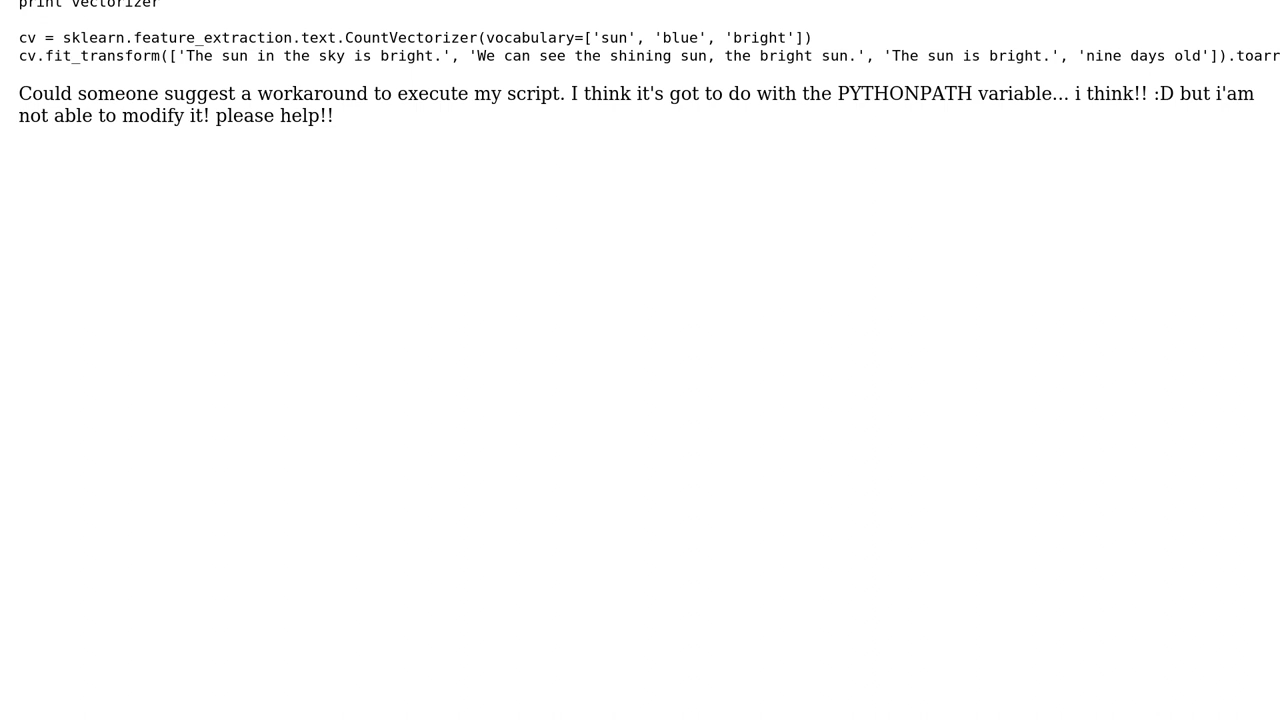 print vectorizer
cv = sklearn.feature_extraction.text.CountVectorizer(vocabulary=['sun', 'blue', 'bright'])
cv.fit_transform(['The sun in the sky is bright.', 'We can see the shining sun, the bright sun.', 'The sun is bright.', 'nine days old']).toarr
Could someone suggest a workaround to execute my script. I think it's got to do with the PYTHONPATH variable... i think!! :D but i'am
not able to modify it! please help!!